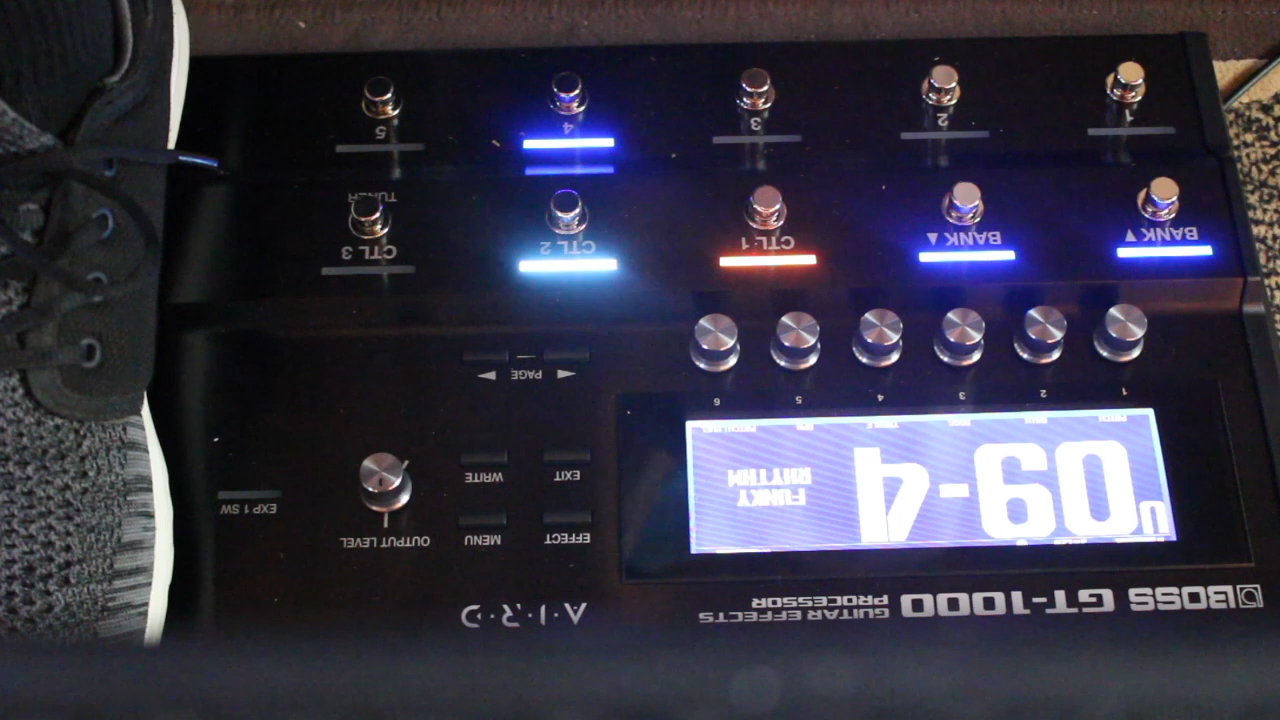 BOSS GT-1000
GUITAR EFFECTS
PROCESSOR
A·I·R·D
U09-4
FUNKY
RHYTHM
EFFECT
MENU
OUTPUT LEVEL
EXIT
WRITE
EXP 1 SW
1
2
3
4
5
6
◄ PAGE ►
BANK ▼
BANK ▲
CTL 1
CTL 2
CTL 3
TUNER
1
2
3
4
5